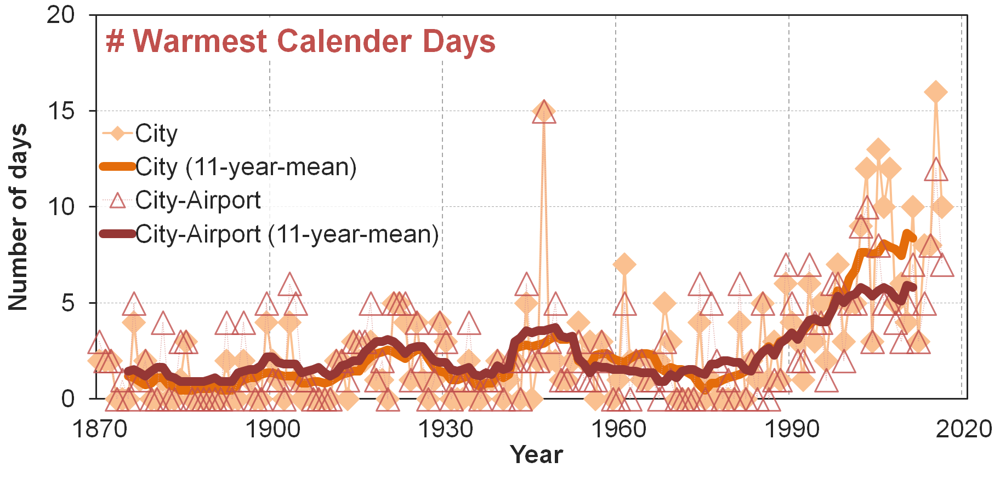 20
# Warmest Calender Days
15
City
City (11-year-mean)
10
City-Airport
City-Airport (11-year-mean)
5
0
Number of days
1870 1900 1930 1960 1990 2020
Year